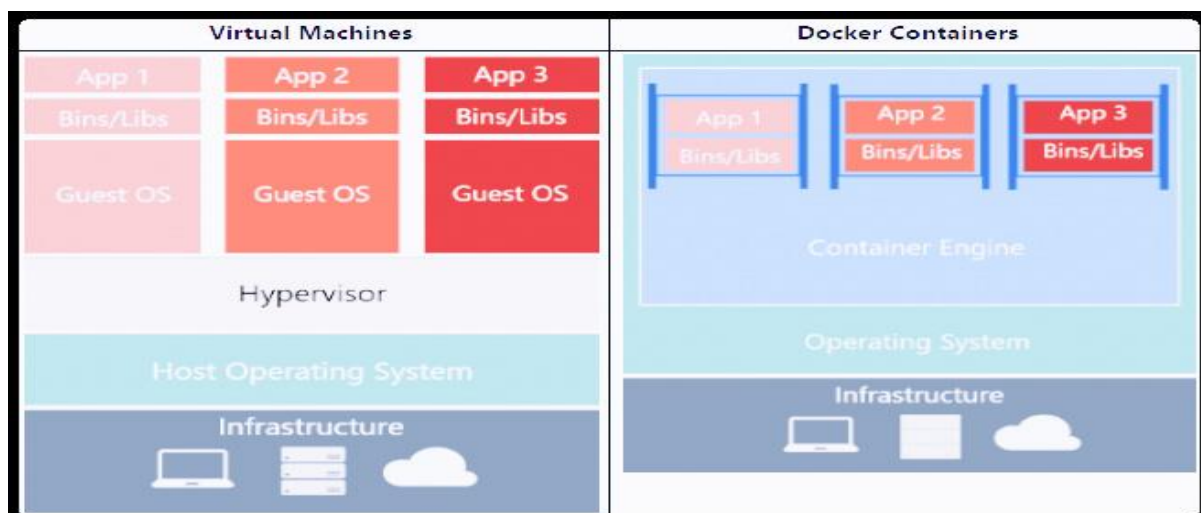 Virtual Machines
App 1 App 2 App 3
Bins/Libs Bins/Libs Bins/Libs
Guest OS Guest OS Guest OS
Hypervisor
Host Operating System
Infrastructure
Docker Containers
App 1 App 2 App 3
Bins/Libs Bins/Libs Bins/Libs
Container Engine
Operating System
Infrastructure